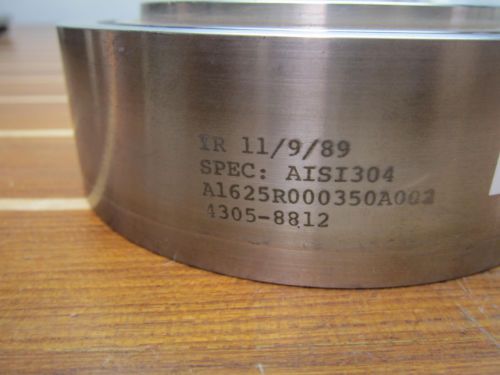 IR 11/9/89
SPEC: AISI304
A1625R000350A002
4305-8812